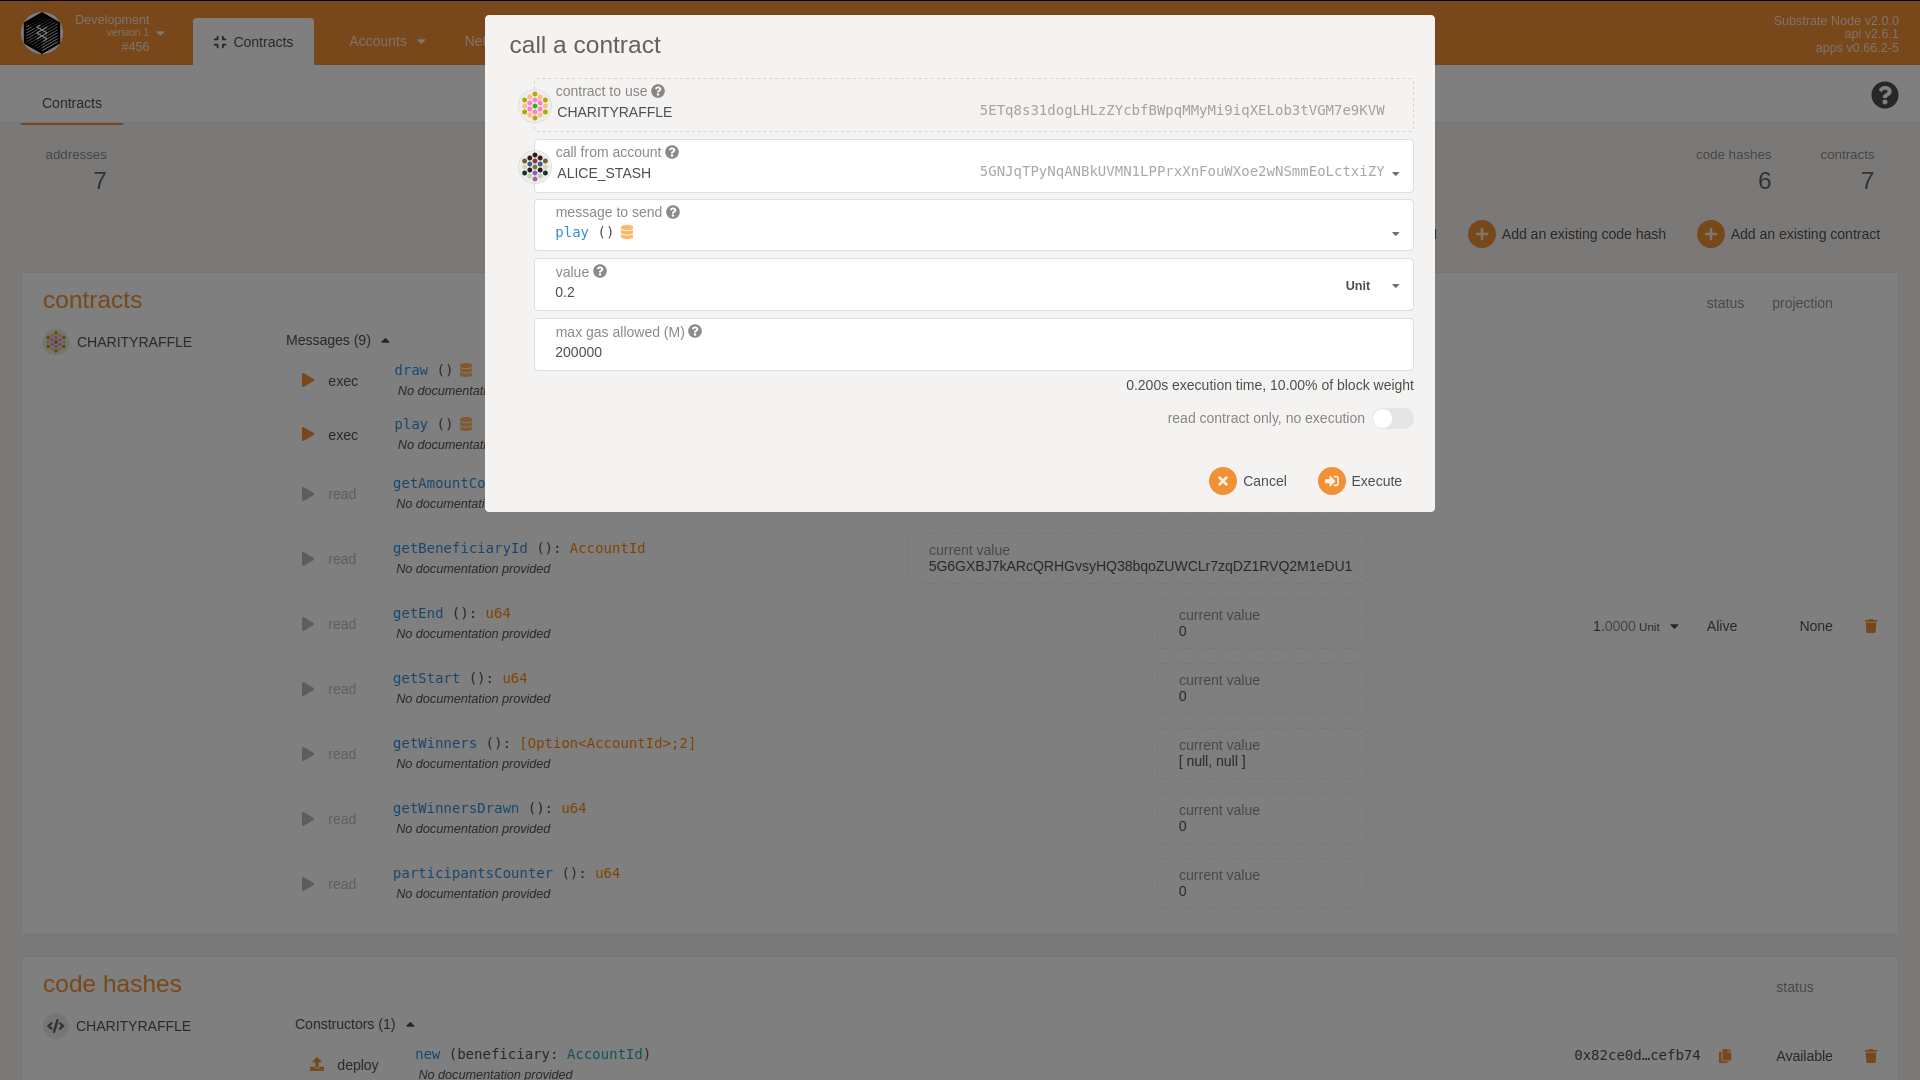 Development
version 1
#456
Contracts
Accounts
Substrate Node v2.0.0
api v2.6.1
apps v0.66.2-5
Contracts
addresses
7
code hashes
6
contracts
7
Add an existing code hash
Add an existing contract
call a contract
contract to use
CHARITYRAFFLE
5ETq8s31dogLHLzZYcbfBWpqMMyMi9iqXELob3tVGM7e9KVW
call from account
ALICE_STASH
5GNJqTPyNqANBkUVMN1LPPrxXnFouWXoe2wNSmmEoLctxiZY
message to send
play ()
value
0.2
Unit
max gas allowed (M)
200000
0.200s execution time, 10.00% of block weight
read contract only, no execution
Cancel
Execute
contracts
status
projection
CHARITYRAFFLE
Messages (9)
exec
draw ()
No documentati
exec
play ()
No documentati
read
getAmountCo
No documentati
read
getBeneficiaryId (): AccountId
No documentation provided
current value
5G6GXBJ7kARcQRHGvsyHQ38bqoZUWCLr7zqDZ1RVQ2M1eDU1
read
getEnd (): u64
No documentation provided
current value
0
1.0000 Unit
Alive
None
read
getStart (): u64
No documentation provided
current value
0
read
getWinners (): [Option<AccountId>;2]
No documentation provided
current value
[ null, null ]
read
getWinnersDrawn (): u64
No documentation provided
current value
0
read
participantsCounter (): u64
No documentation provided
current value
0
code hashes
status
CHARITYRAFFLE
Constructors (1)
deploy
new (beneficiary: AccountId)
No documentation provided
0x82ce0d…cefb74
Available